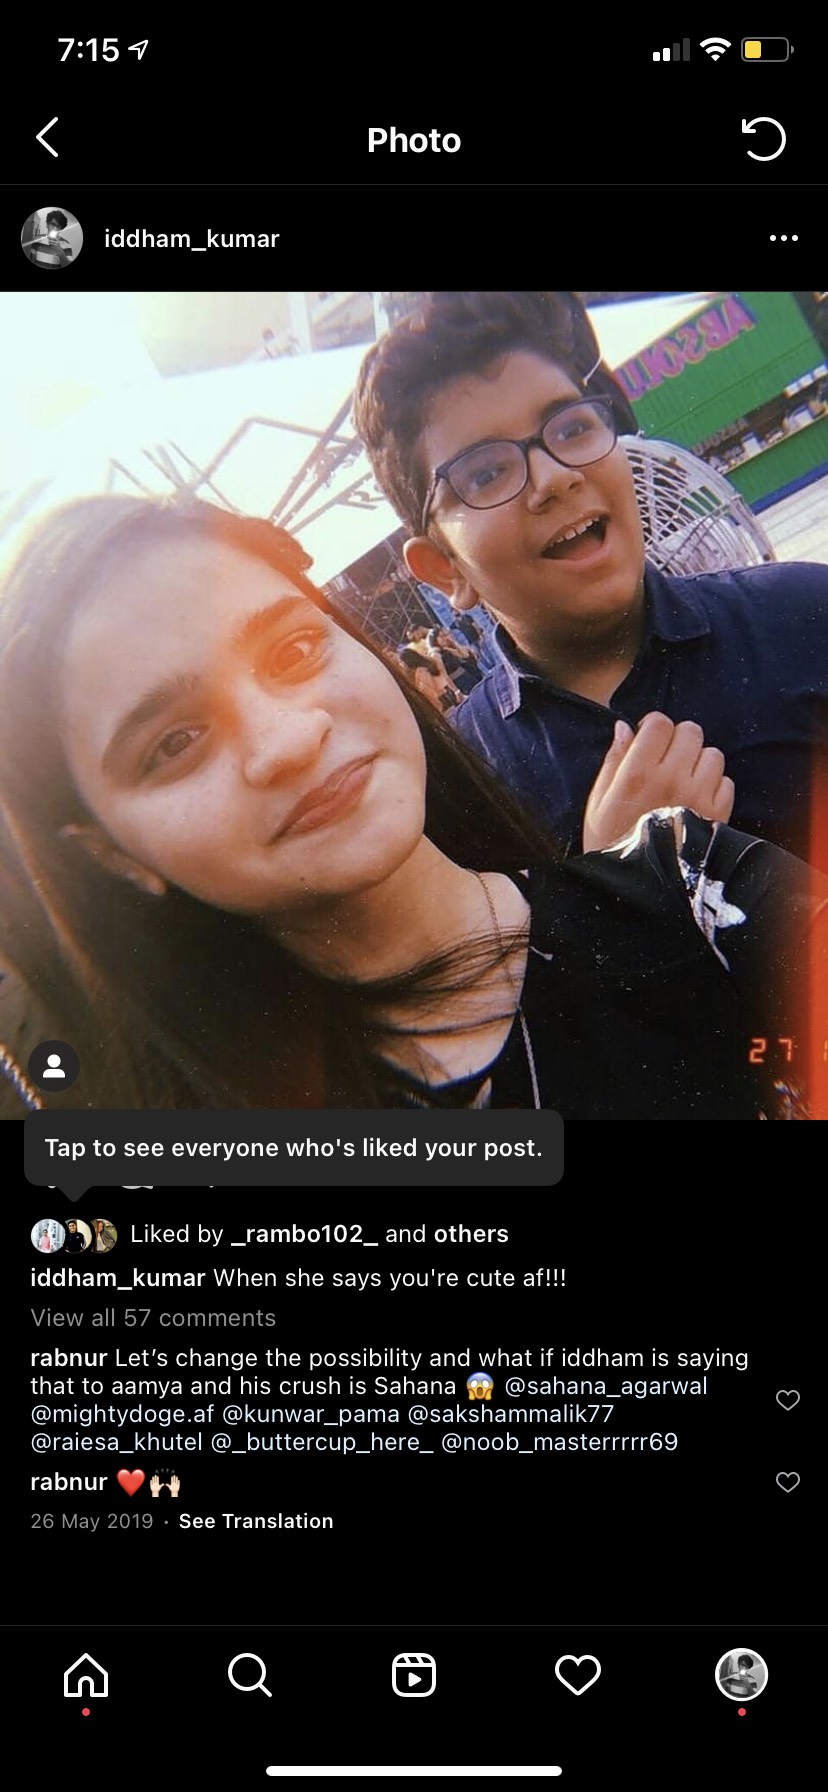 7:15
Photo
iddham_kumar
ABSOLU
27
Tap to see everyone who's liked your post.
Liked by _rambo102_ and others
iddham_kumar When she says you're cute af!!!
View all 57 comments
rabnur Let’s change the possibility and what if iddham is saying
that to aamya and his crush is Sahana 😱 @sahana_agarwal
@mightydoge.af @kunwar_pama @sakshammalik77
@raiesa_khutel @_buttercup_here_ @noob_masterrrrr69
rabnur ❤️🙌🏻
26 May 2019 · See Translation